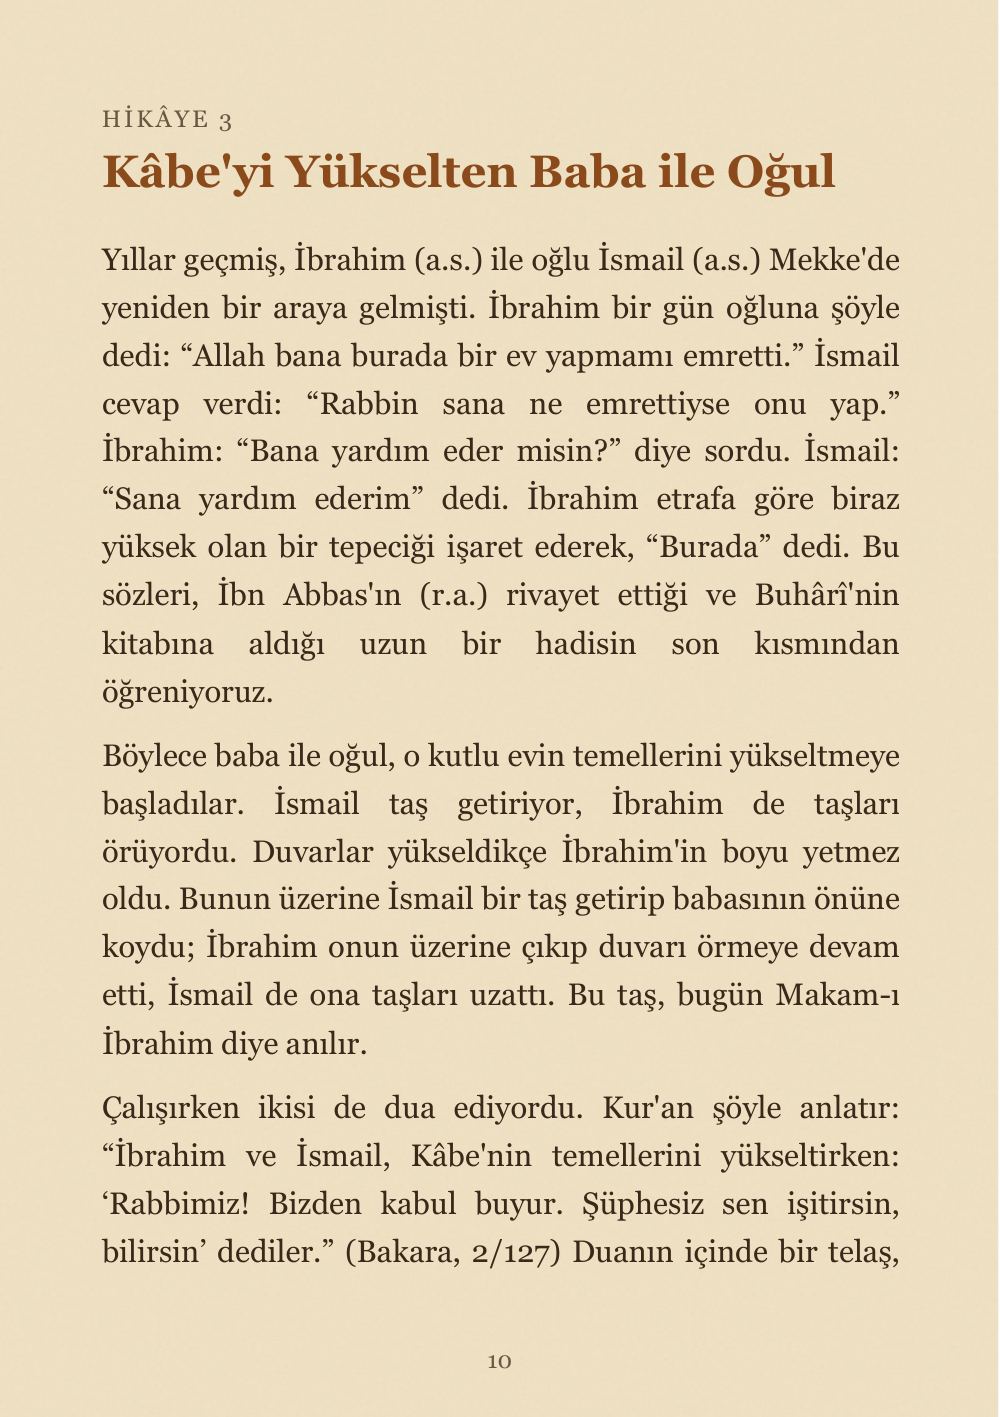 HİKÂYE 3
Kâbe'yi Yükselten Baba ile Oğul
Yıllar geçmiş, İbrahim (a.s.) ile oğlu İsmail (a.s.) Mekke'de
yeniden bir araya gelmişti. İbrahim bir gün oğluna şöyle
dedi: “Allah bana burada bir ev yapmamı emretti.” İsmail
cevap verdi: “Rabbin sana ne emrettiyse onu yap.”
İbrahim: “Bana yardım eder misin?” diye sordu. İsmail:
“Sana yardım ederim” dedi. İbrahim etrafa göre biraz
yüksek olan bir tepeciği işaret ederek, “Burada” dedi. Bu
sözleri, İbn Abbas'ın (r.a.) rivayet ettiği ve Buhârî'nin
kitabına aldığı uzun bir hadisin son kısmından
öğreniyoruz.
Böylece baba ile oğul, o kutlu evin temellerini yükseltmeye
başladılar. İsmail taş getiriyor, İbrahim de taşları
örüyordu. Duvarlar yükseldikçe İbrahim'in boyu yetmez
oldu. Bunun üzerine İsmail bir taş getirip babasının önüne
koydu; İbrahim onun üzerine çıkıp duvarı örmeye devam
etti, İsmail de ona taşları uzattı. Bu taş, bugün Makam-ı
İbrahim diye anılır.
Çalışırken ikisi de dua ediyordu. Kur'an şöyle anlatır:
“İbrahim ve İsmail, Kâbe'nin temellerini yükseltirken:
‘Rabbimiz! Bizden kabul buyur. Şüphesiz sen işitirsin,
bilirsin’ dediler.” (Bakara, 2/127) Duanın içinde bir telaş,
10